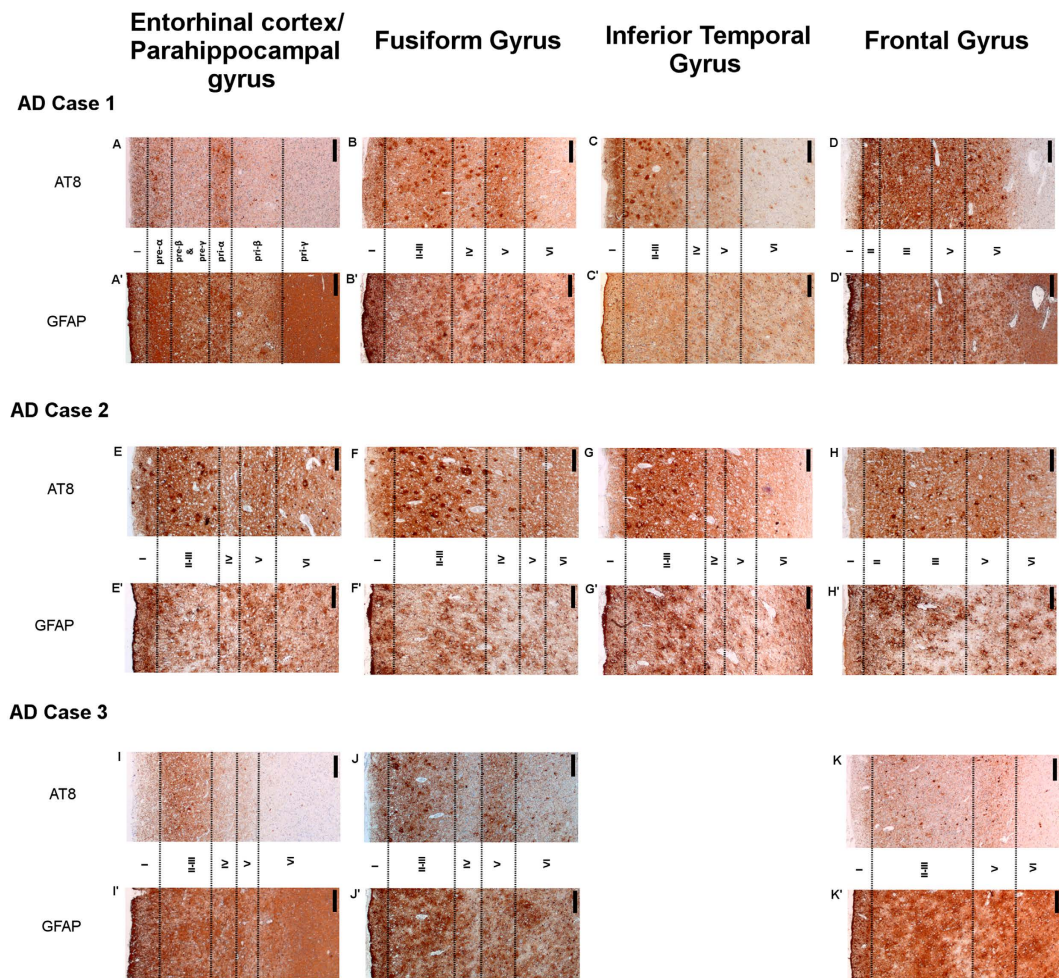 Entorhinal cortex/
Parahippocampal
gyrus
Fusiform Gyrus
Inferior Temporal
Gyrus
Frontal Gyrus
AD Case 1
A
B
C
D
AT8
I
pre-α
pre-β
&
pre-γ
pri-α
pri-β
pri-γ
I
II-III
IV
V
VI
I
II-III
IV
V
VI
I
II
III
V
VI
A'
B'
C'
D'
GFAP
AD Case 2
E
F
G
H
AT8
I
II-III
IV
V
VI
I
II-III
IV
V
VI
I
II-III
IV
V
VI
I
II
III
V
VI
E'
F'
G'
H'
GFAP
AD Case 3
I
J
K
AT8
I
II-III
IV
V
VI
I
II-III
IV
V
VI
I
II-III
V
VI
I'
J'
K'
GFAP